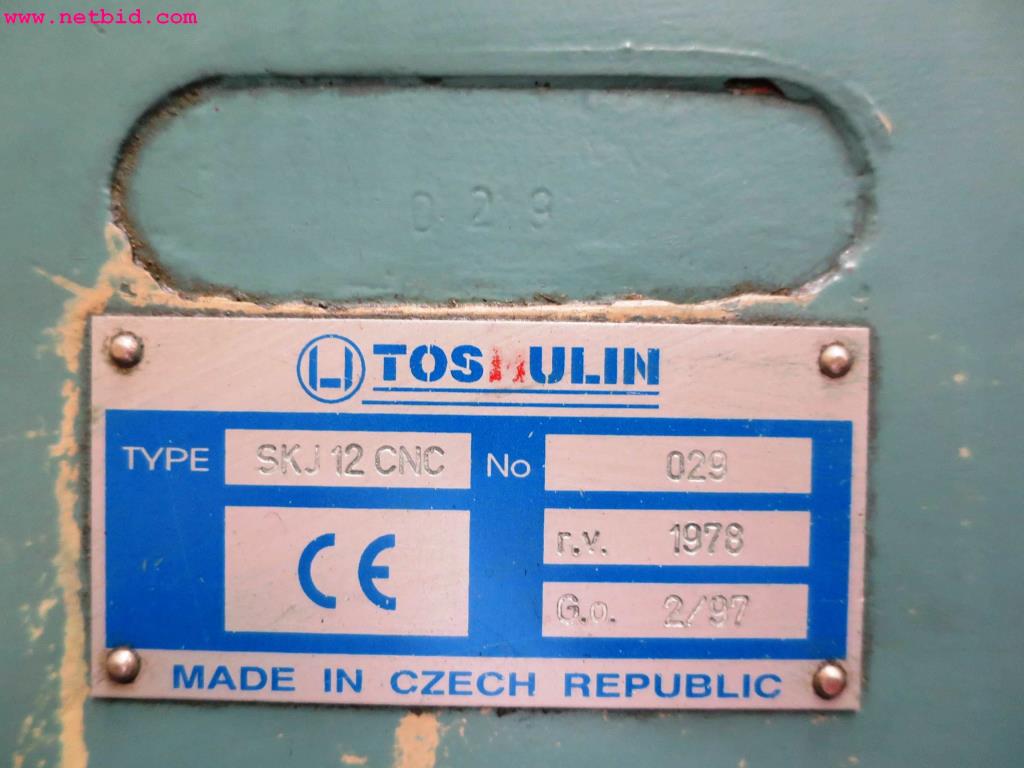 www.netbid.com
029
TOSHULIN
TYPE SKJ 12 CNC No 029
CE r.v. 1978
G.o. 2/97
MADE IN CZECH REPUBLIC